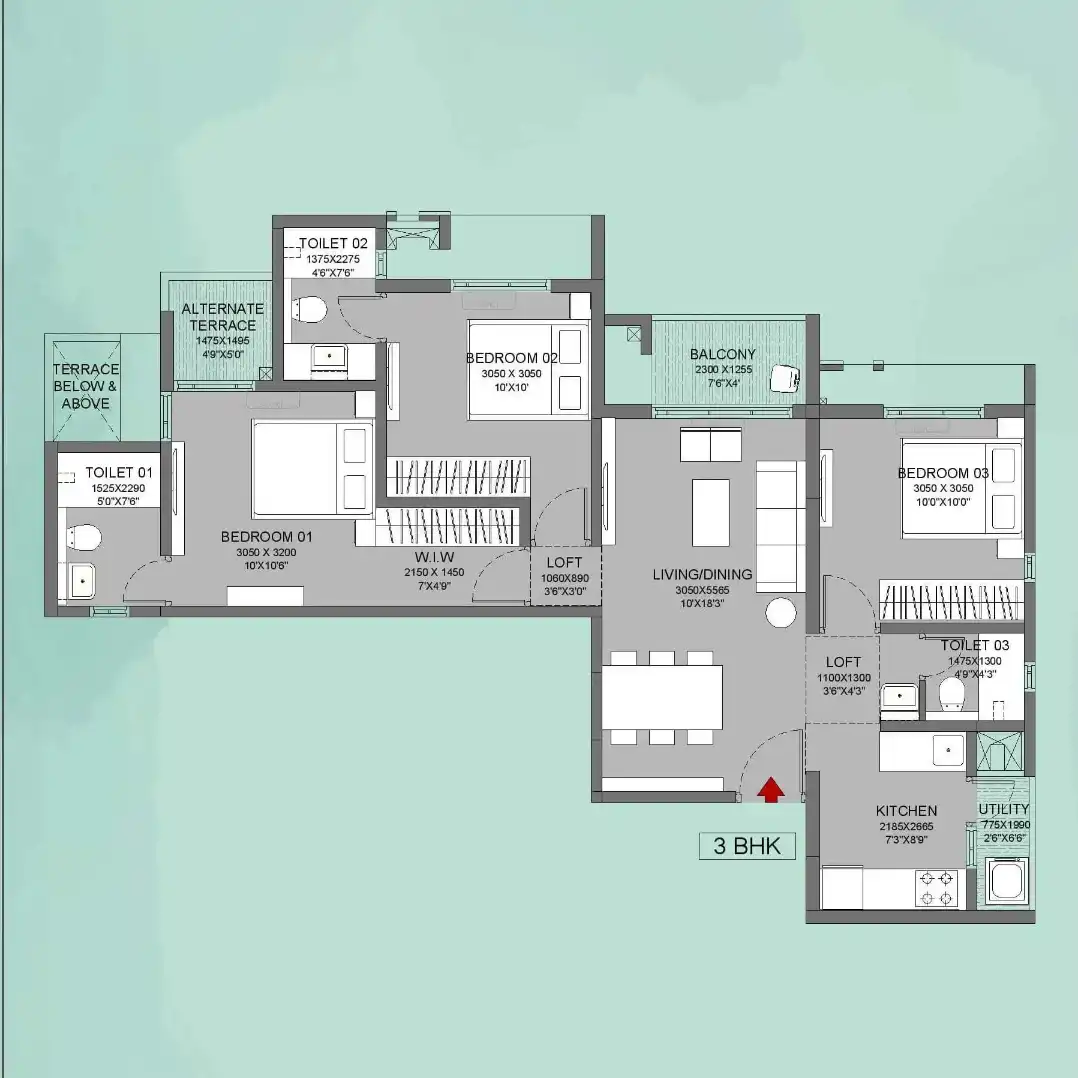 TOILET 02
1375X2275
4'6"X7'6"
ALTERNATE
TERRACE
1475X1495
4'9"X5'0"
TERRACE
BELOW &
ABOVE
BEDROOM 02
3050 X 3050
10'X10'
BALCONY
2300 X1255
7'6"X4'
TOILET 01
1525X2290
5'0"X7'6"
BEDROOM 03
3050 X 3050
10'0"X10'0"
BEDROOM 01
3050 X 3200
10'X10'6"
W.I.W
2150 X 1450
7'X4'9"
LOFT
1060X890
3'6"X3'0"
LIVING/DINING
3050X5565
10'X18'3"
LOFT
1100X1300
3'6"X4'3"
TOILET 03
1475X1300
4'9"X4'3"
KITCHEN
2185X2665
7'3"X8'9"
UTILITY
775X1990
2'6"X6'6"
3 BHK